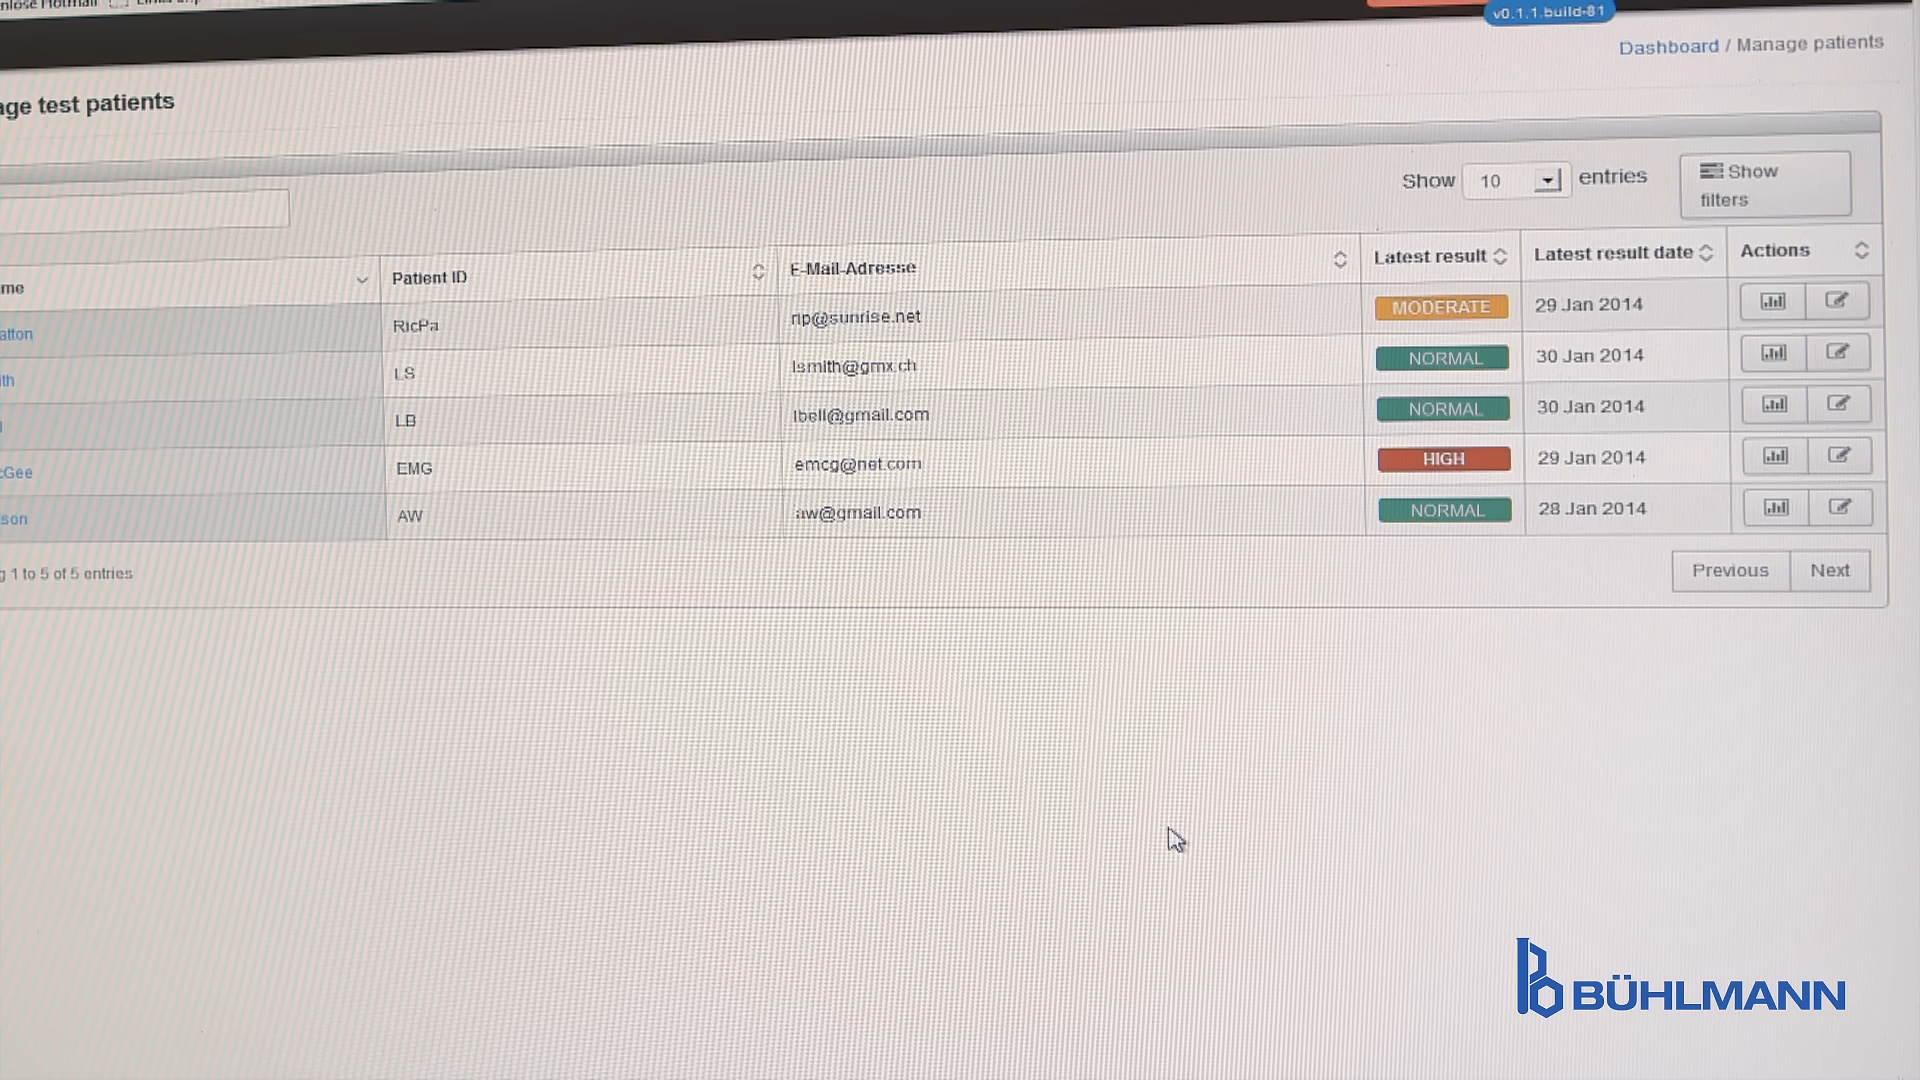 v0.1.1.build-81
Dashboard / Manage patients
age test patients
Show 10 entries
Show
filters
me
Patient ID
E-Mail-Adresse
Latest result
Latest result date
Actions
atton
RicPa
rip@sunrise.net
MODERATE
29 Jan 2014
ith
LS
lsmith@gmx.ch
NORMAL
30 Jan 2014
l
LB
lbell@gmail.com
NORMAL
30 Jan 2014
cGee
EMG
emcg@net.com
HIGH
29 Jan 2014
son
AW
aw@gmail.com
NORMAL
28 Jan 2014
g 1 to 5 of 5 entries
Previous
Next
BÜHLMANN